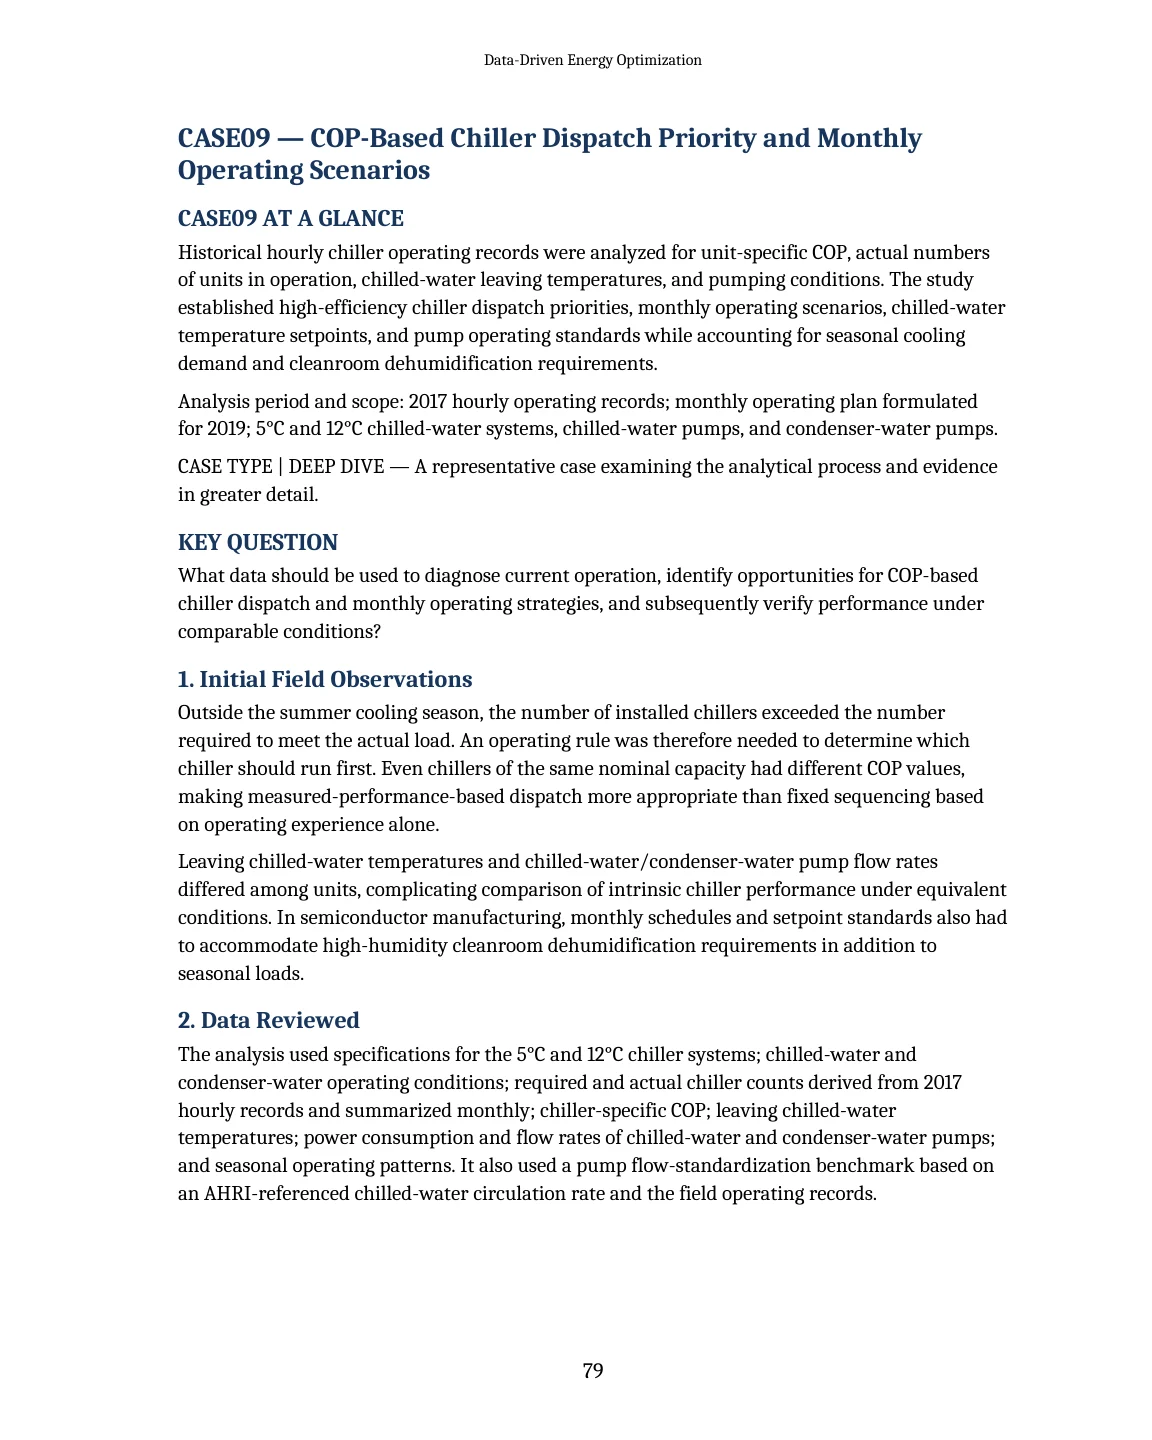 Data-Driven Energy Optimization
CASE09 — COP-Based Chiller Dispatch Priority and Monthly
Operating Scenarios
CASE09 AT A GLANCE
Historical hourly chiller operating records were analyzed for unit-specific COP, actual numbers
of units in operation, chilled-water leaving temperatures, and pumping conditions. The study
established high-efficiency chiller dispatch priorities, monthly operating scenarios, chilled-water
temperature setpoints, and pump operating standards while accounting for seasonal cooling
demand and cleanroom dehumidification requirements.
Analysis period and scope: 2017 hourly operating records; monthly operating plan formulated
for 2019; 5°C and 12°C chilled-water systems, chilled-water pumps, and condenser-water pumps.
CASE TYPE | DEEP DIVE — A representative case examining the analytical process and evidence
in greater detail.
KEY QUESTION
What data should be used to diagnose current operation, identify opportunities for COP-based
chiller dispatch and monthly operating strategies, and subsequently verify performance under
comparable conditions?
1. Initial Field Observations
Outside the summer cooling season, the number of installed chillers exceeded the number
required to meet the actual load. An operating rule was therefore needed to determine which
chiller should run first. Even chillers of the same nominal capacity had different COP values,
making measured-performance-based dispatch more appropriate than fixed sequencing based
on operating experience alone.
Leaving chilled-water temperatures and chilled-water/condenser-water pump flow rates
differed among units, complicating comparison of intrinsic chiller performance under equivalent
conditions. In semiconductor manufacturing, monthly schedules and setpoint standards also had
to accommodate high-humidity cleanroom dehumidification requirements in addition to
seasonal loads.
2. Data Reviewed
The analysis used specifications for the 5°C and 12°C chiller systems; chilled-water and
condenser-water operating conditions; required and actual chiller counts derived from 2017
hourly records and summarized monthly; chiller-specific COP; leaving chilled-water
temperatures; power consumption and flow rates of chilled-water and condenser-water pumps;
and seasonal operating patterns. It also used a pump flow-standardization benchmark based on
an AHRI-referenced chilled-water circulation rate and the field operating records.
79